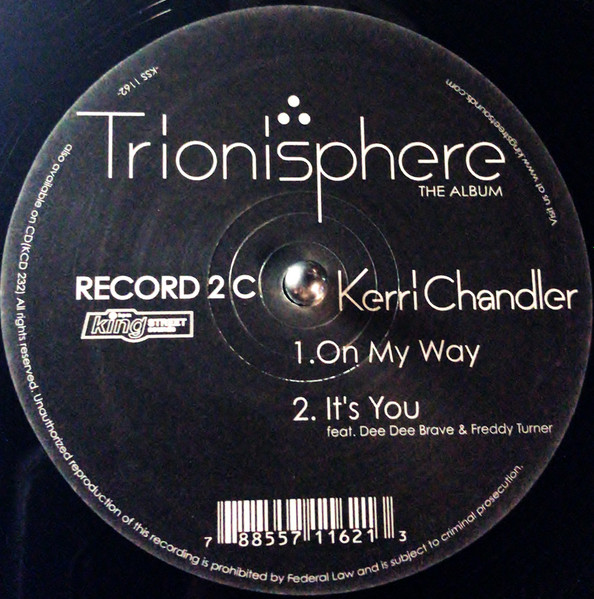 -KSS 1162-
Visit us at www.kingstreetsounds.com
Trionisphere
THE ALBUM
RECORD 2 C
king STREET
SOUNDS
Kerri Chandler
1.On My Way
2. It's You
feat. Dee Dee Brave & Freddy Turner
7 88557 11621 3
also available on CD(KCD 232) All rights reserved. Unauthorized reproduction of this recording is prohibited by Federal Law and is subject to criminal prosecution.